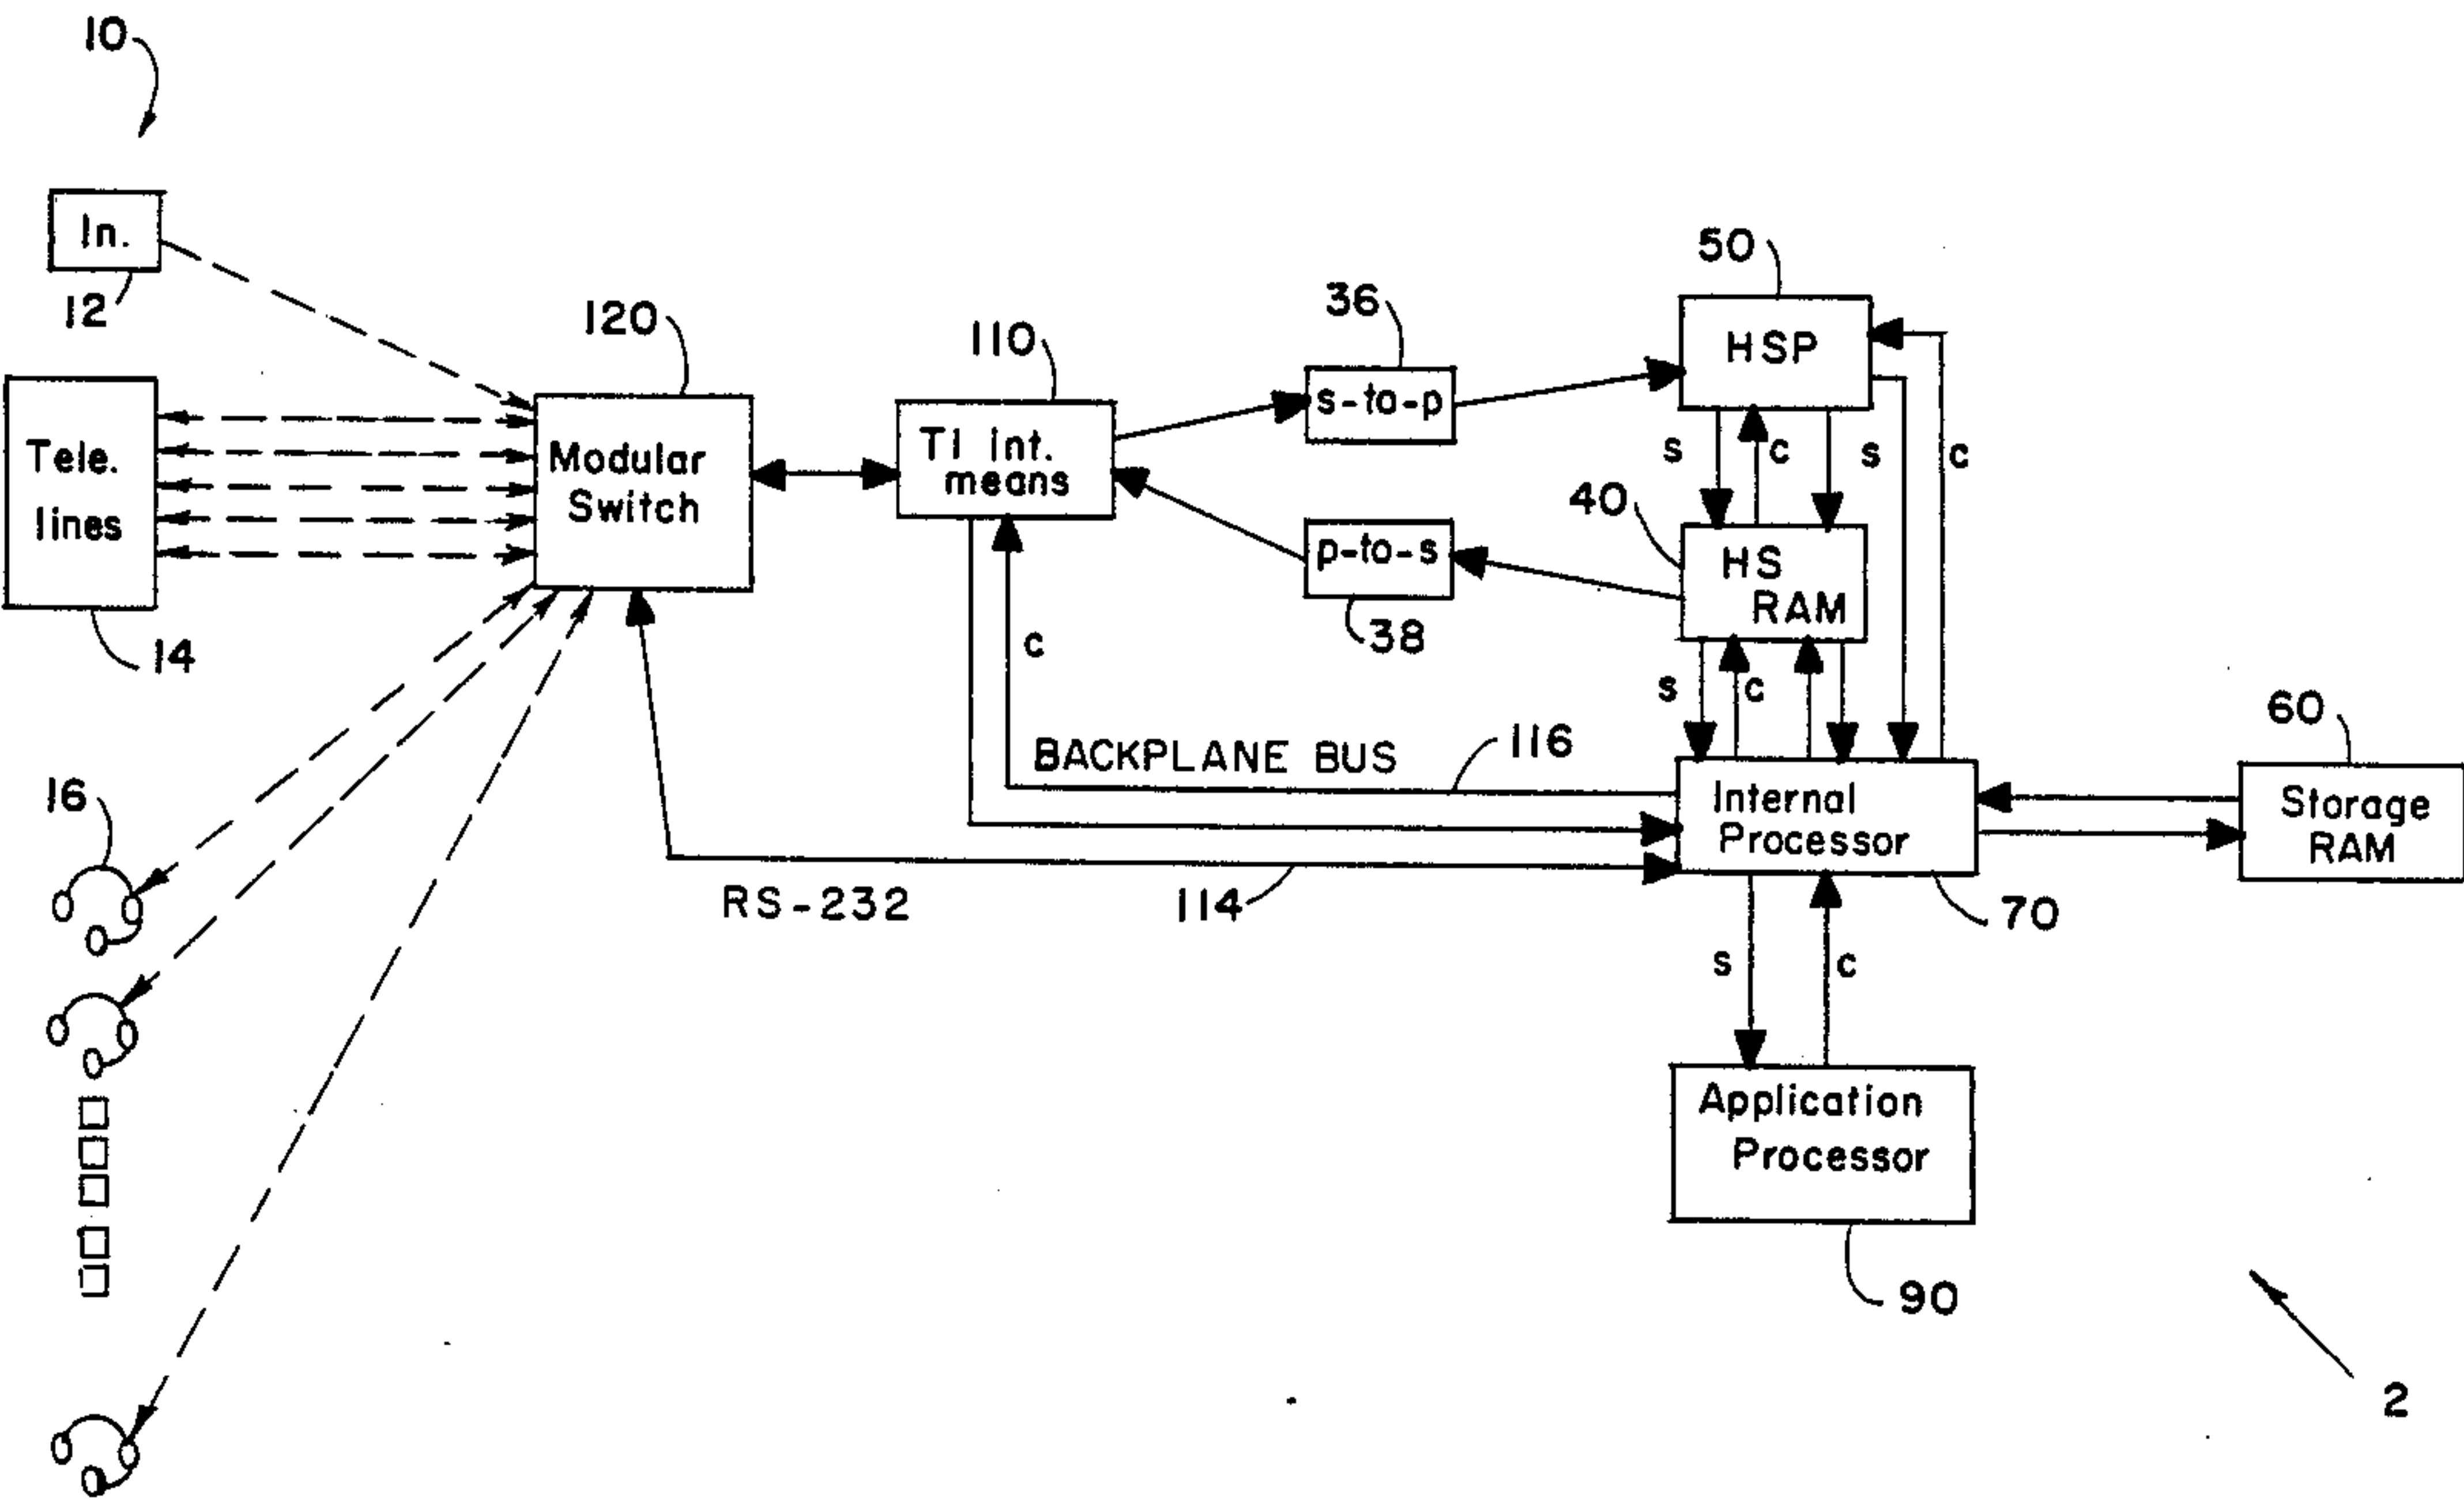 10
In.
12
Tele.
lines
14
16
120
Modular
Switch
110
T1 int.
means
36
s-to-p
p-to-s
38
50
HSP
s
c
s
c
40
HS
RAM
s
c
c
BACKPLANE BUS
116
RS-232
114
Internal
Processor
70
60
Storage
RAM
s
c
Application
Processor
90
2